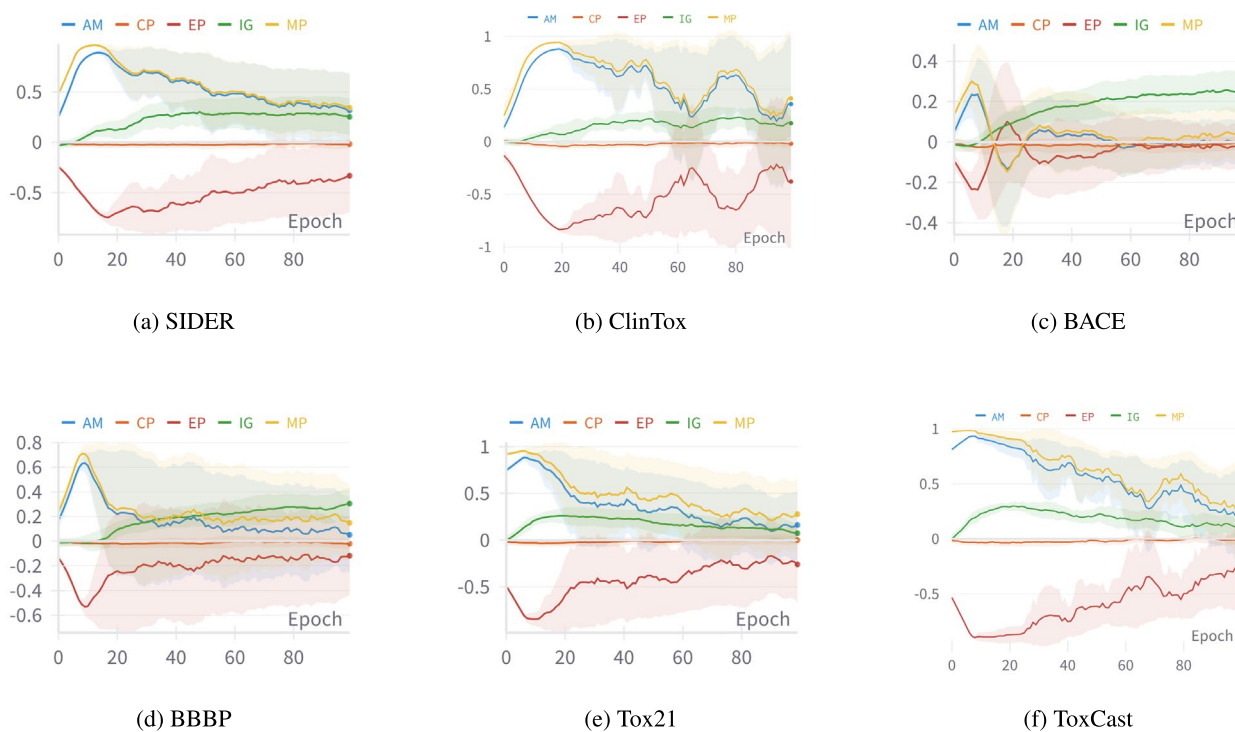 AM CP EP IG MP
0.5
0
-0.5
Epoch
0 20 40 60 80
(a) SIDER
AM CP EP IG MP
1
0.5
0
-0.5
-1
Epoch
0 20 40 60 80
(b) ClinTox
AM CP EP IG MP
0.4
0.2
0
-0.2
-0.4
Epoch
0 20 40 60 80
(c) BACE
AM CP EP IG MP
0.8
0.6
0.4
0.2
0
-0.2
-0.4
-0.6
Epoch
0 20 40 60 80
(d) BBBP
AM CP EP IG MP
1
0.5
0
-0.5
Epoch
0 20 40 60 80
(e) Tox21
AM CP EP IG MP
1
0.5
0
-0.5
Epoch
0 20 40 60 80
(f) ToxCast